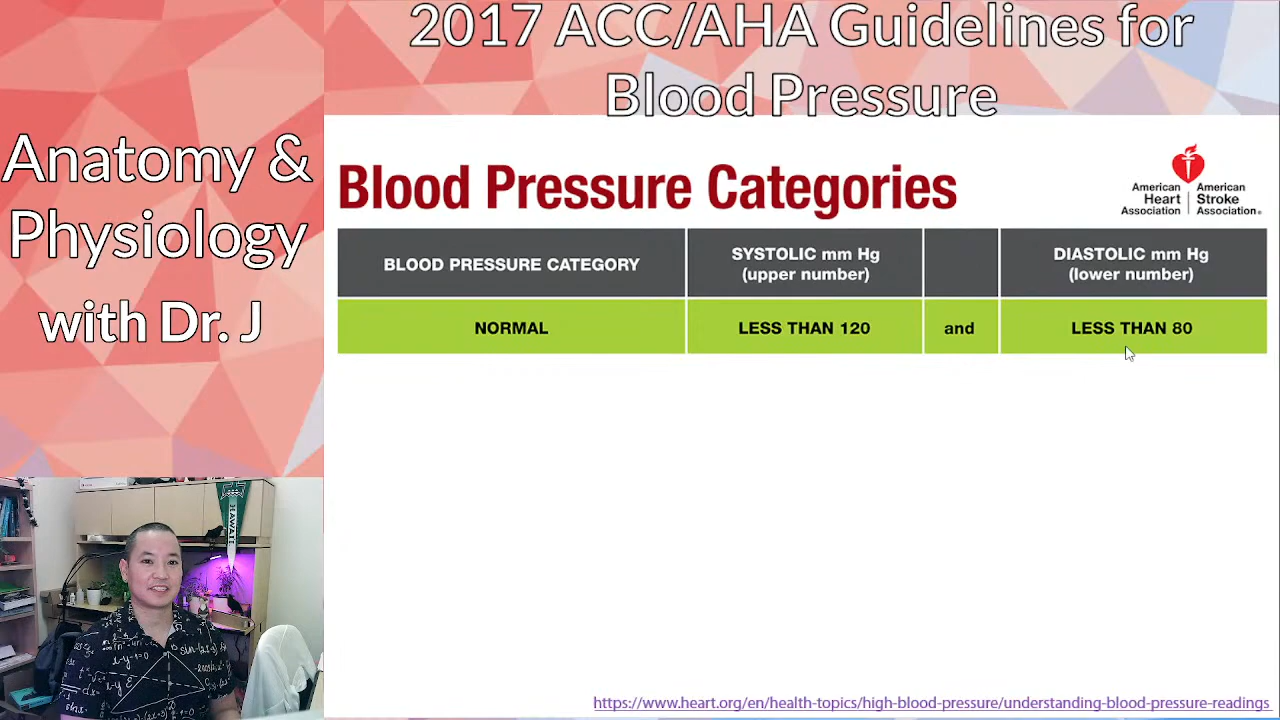 2017 ACC/AHA Guidelines for
Blood Pressure
Anatomy &
Physiology
with Dr. J
Blood Pressure Categories
American
Heart
Association
American
Stroke
Association®
BLOOD PRESSURE CATEGORY
SYSTOLIC mm Hg
(upper number)
DIASTOLIC mm Hg
(lower number)
NORMAL
LESS THAN 120
and
LESS THAN 80
HAWAII
https://www.heart.org/en/health-topics/high-blood-pressure/understanding-blood-pressure-readings